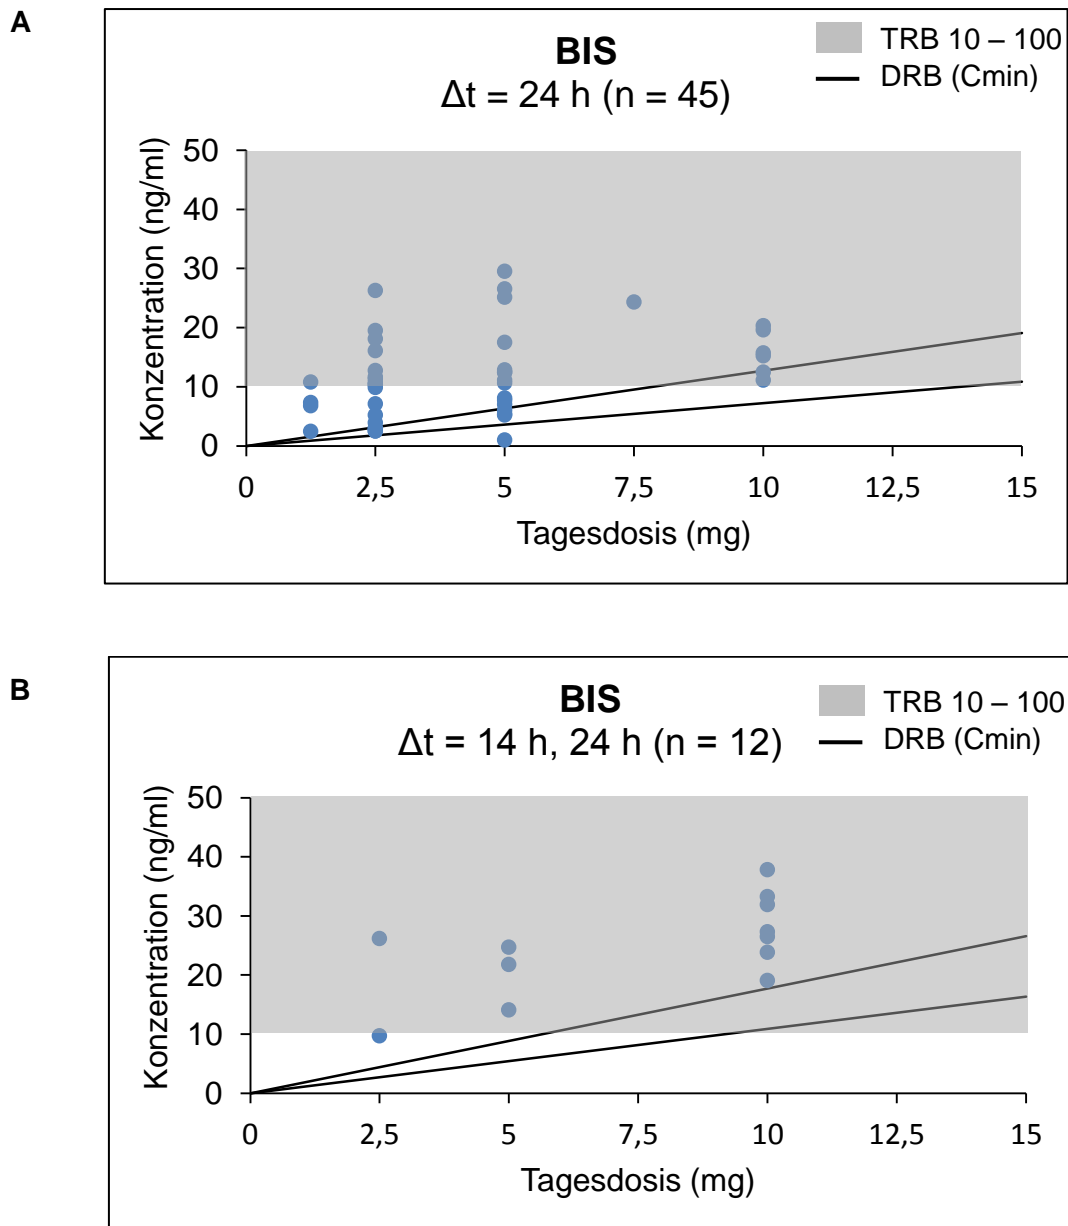 A
BIS
Δt = 24 h (n = 45)
TRB 10 – 100
DRB (Cmin)
Konzentration (ng/ml)
50
40
30
20
10
0
0 2,5 5 7,5 10 12,5 15
Tagesdosis (mg)
B
BIS
Δt = 14 h, 24 h (n = 12)
TRB 10 – 100
DRB (Cmin)
Konzentration (ng/ml)
50
40
30
20
10
0
0 2,5 5 7,5 10 12,5 15
Tagesdosis (mg)